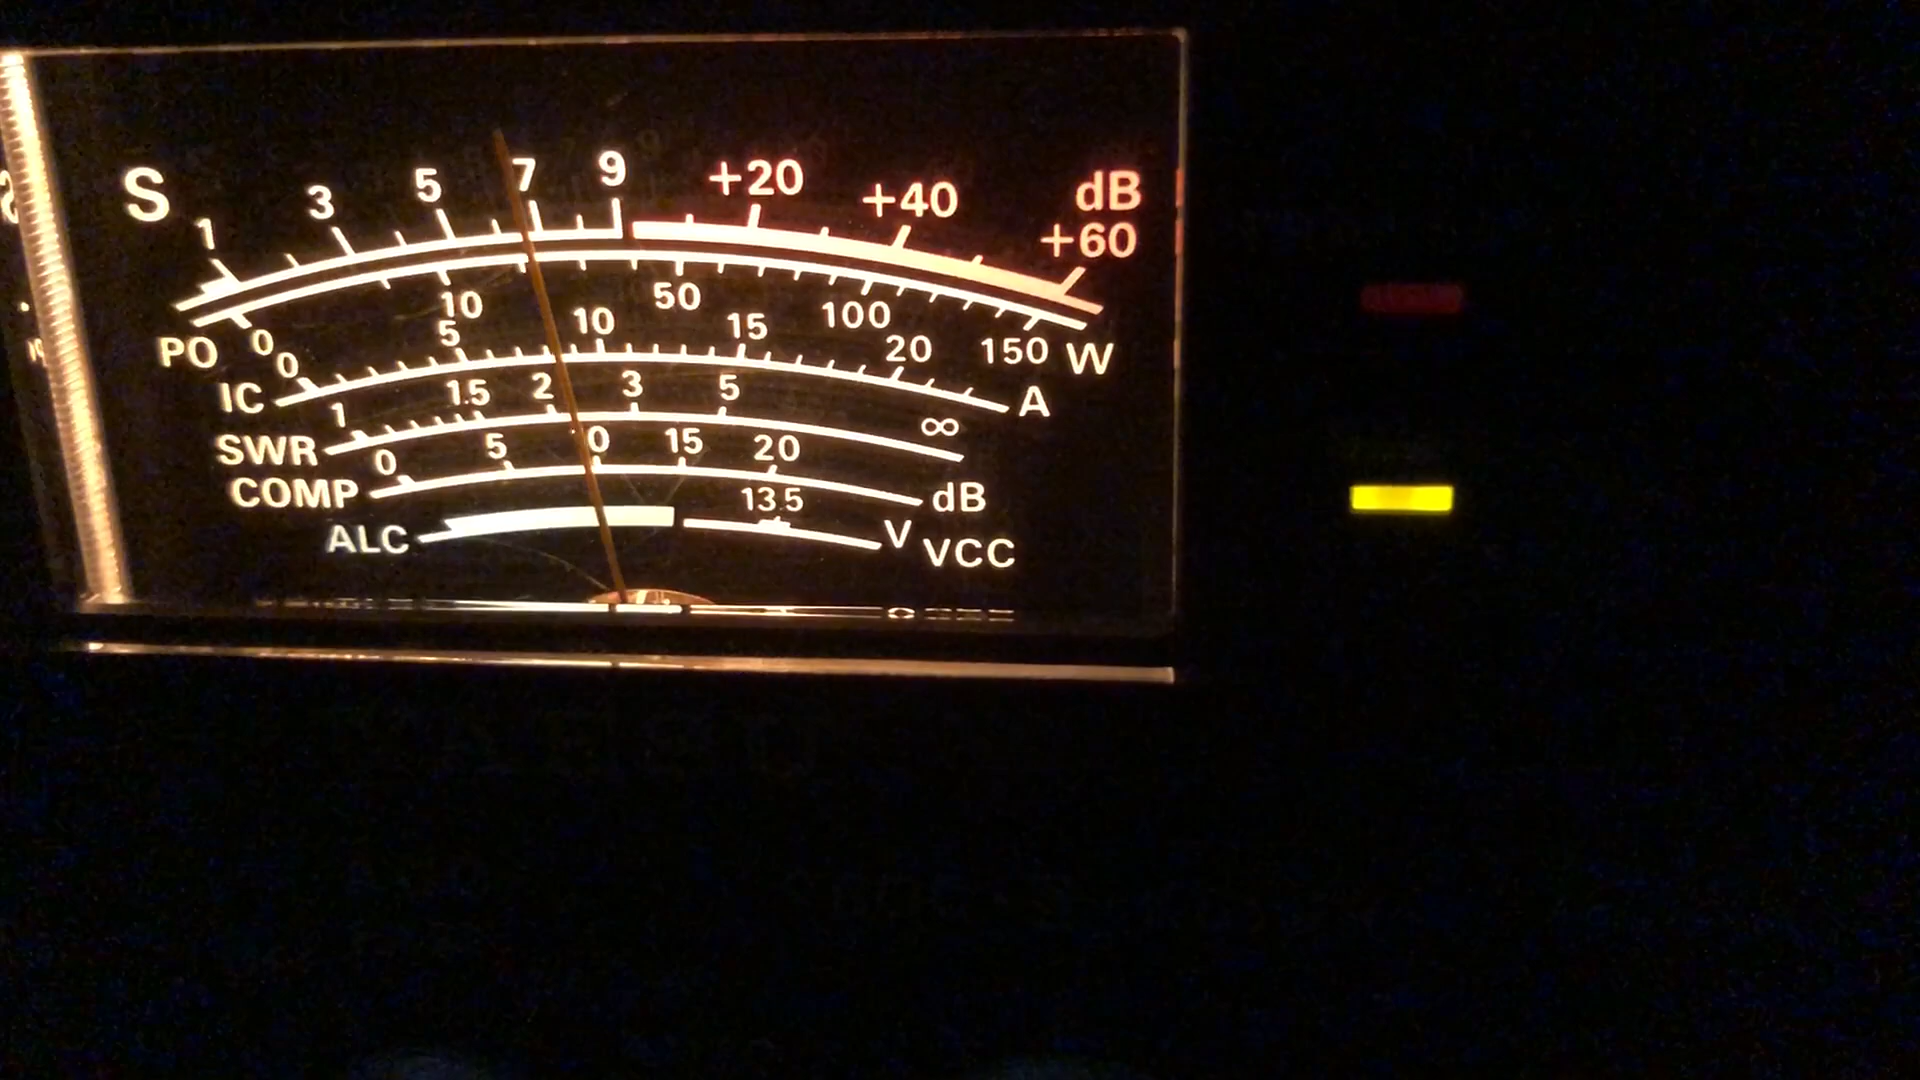 S 1 3 5 7 9 +20 +40 +60 dB
PO 0 10 50 100 150 W
IC 0 5 10 15 20 A
SWR 1 1.5 2 3 5 ∞
COMP 0 5 0 15 20 dB
ALC 13.5 V VCC